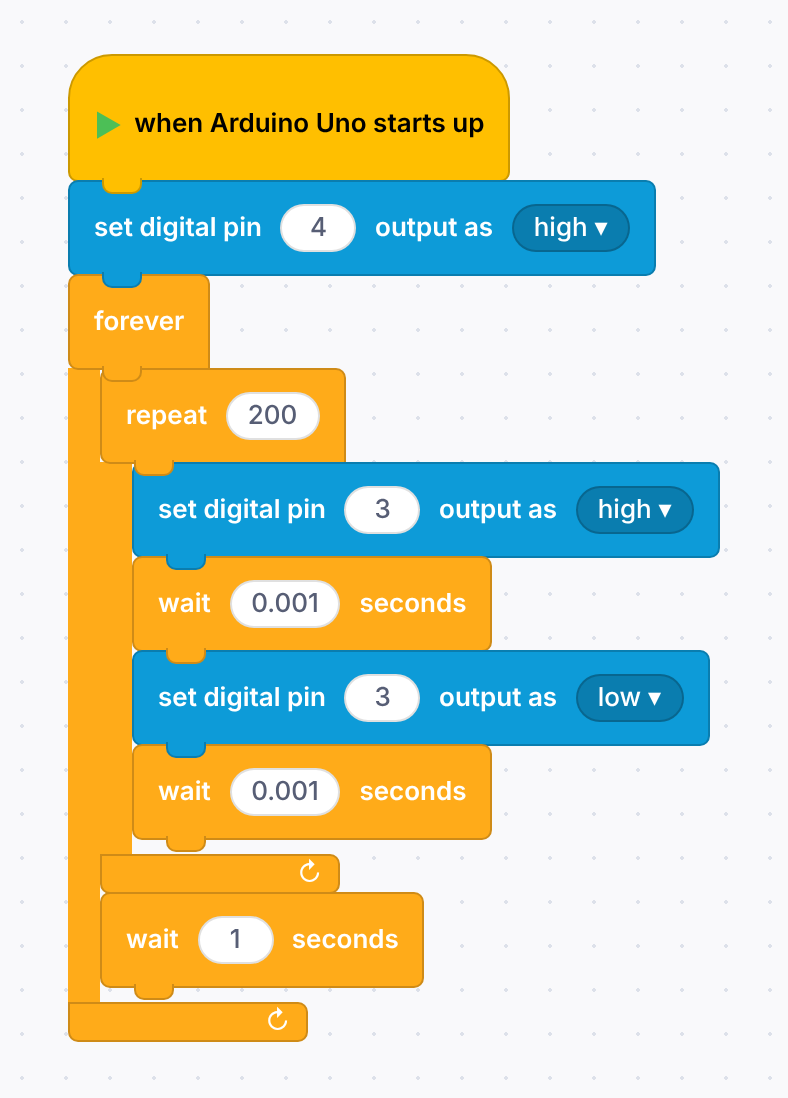 when Arduino Uno starts up
set digital pin 4 output as high ▾
forever
repeat 200
set digital pin 3 output as high ▾
wait 0.001 seconds
set digital pin 3 output as low ▾
wait 0.001 seconds
wait 1 seconds